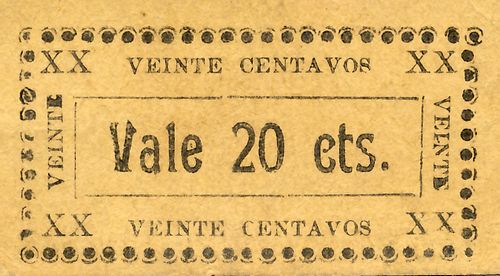 XX VEINTE CENTAVOS XX
VEINTE
Vale 20 cts.
VEINTE
XX VEINTE CENTAVOS XX